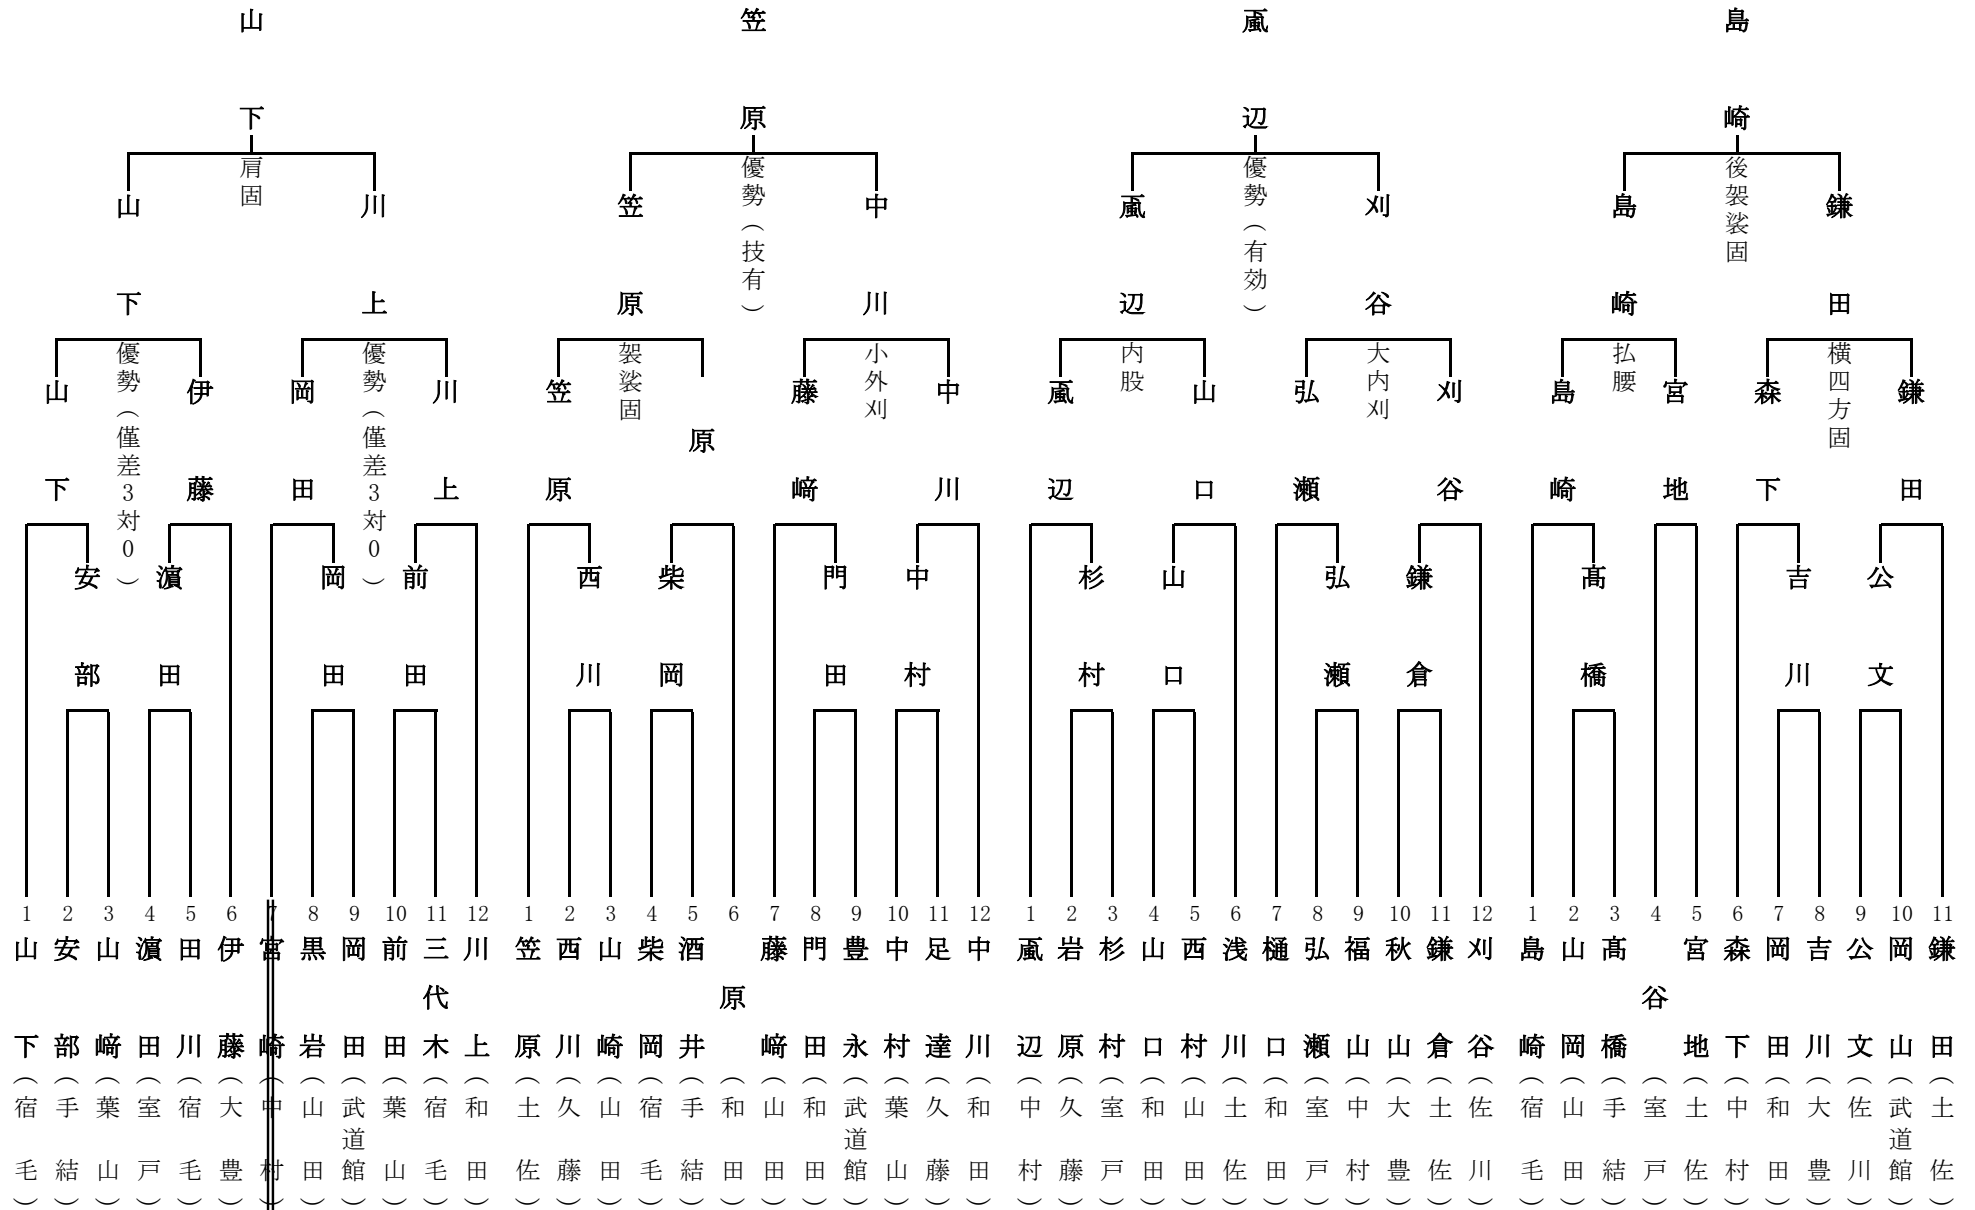 山下
肩固
山下
川上
優勢（僅差3対0）
優勢（僅差3対0）
山下
伊藤
岡田
川上
安部
濵田
岡田
前田
1 山下（宿毛）
2 安部（手結）
3 山﨑（葉山）
4 濵田（室戸）
5 田川（宿毛）
6 伊藤（大豊）
7 宮崎（中村）
8 黒岩（山田）
9 岡田（武道館）
10 前田（葉山）
11 三代木（宿毛）
12 川上（和田）
笠原
優勢（技有）
笠原
中川
袈裟固
小外刈
笠原
原
藤﨑
中川
西川
柴岡
門田
中村
1 笠原（土佐）
2 西川（久藤）
3 山崎（山田）
4 柴岡（宿毛）
5 酒井（手結）
6 原（和田）
7 藤﨑（山田）
8 門田（和田）
9 豊永（武道館）
10 中村（葉山）
11 足達（久藤）
12 中川（和田）
颪辺
優勢（有効）
颪辺
刈谷
内股
大内刈
颪辺
山口
弘瀬
刈谷
杉村
山口
弘瀬
鎌倉
1 颪辺（中村）
2 岩原（久藤）
3 杉村（室戸）
4 山口（和田）
5 西村（山田）
6 浅川（土佐）
7 樋口（和田）
8 弘瀬（室戸）
9 福山（中村）
10 秋山（大豊）
11 鎌倉（土佐）
12 刈谷（佐川）
島崎
後袈裟固
島崎
鎌田
払腰
横四方固
島崎
宮地
森下
鎌田
髙橋
吉川
公文
1 島崎（宿毛）
2 山岡（山田）
3 髙橋（手結）
4 谷（室戸）
5 宮地（土佐）
6 森下（中村）
7 岡田（和田）
8 吉川（大豊）
9 公文（佐川）
10 岡山（武道館）
11 鎌田（土佐）